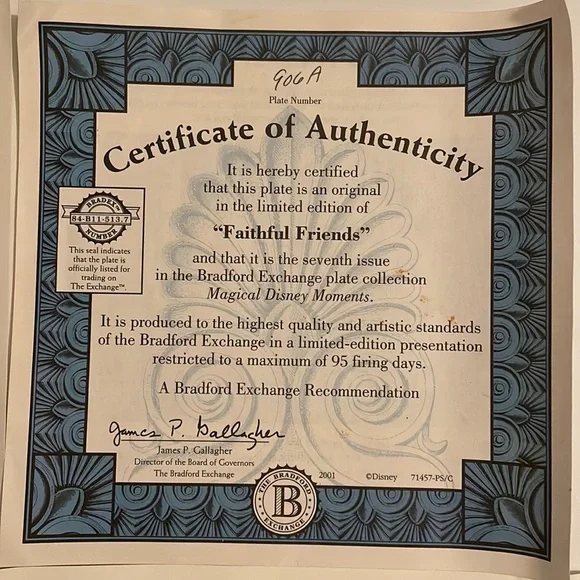 906A
Plate Number
Certificate of Authenticity
It is hereby certified
that this plate is an original
in the limited edition of
“Faithful Friends”
and that it is the seventh issue
in the Bradford Exchange plate collection
Magical Disney Moments.
BRADEX™
84-B11-513.7
NUMBER
This seal indicates
that the plate is
officially listed for
trading on
The Exchange™.
It is produced to the highest quality and artistic standards
of the Bradford Exchange in a limited-edition presentation
restricted to a maximum of 95 firing days.
A Bradford Exchange Recommendation
James P. Gallagher
James P. Gallagher
Director of the Board of Governors
The Bradford Exchange
THE BRADFORD
B
EXCHANGE
2001
©Disney
71457-PS/C